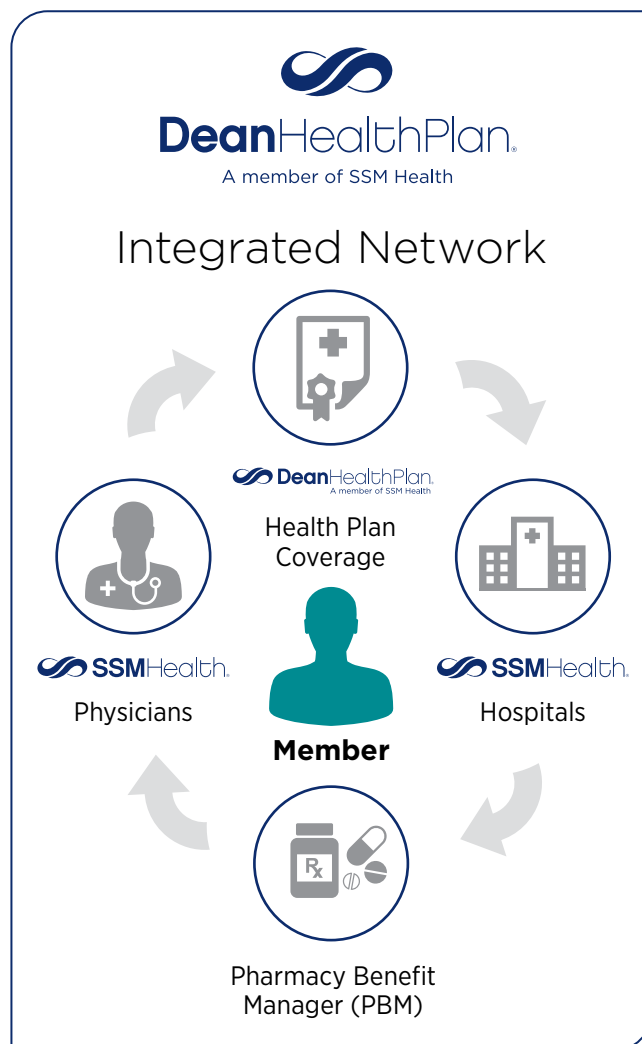 DeanHealthPlan®
A member of SSM Health
Integrated Network
DeanHealthPlan®
A member of SSM Health
Health Plan
Coverage
SSMHealth®
Physicians
SSMHealth®
Hospitals
Member
Rx
Pharmacy Benefit
Manager (PBM)